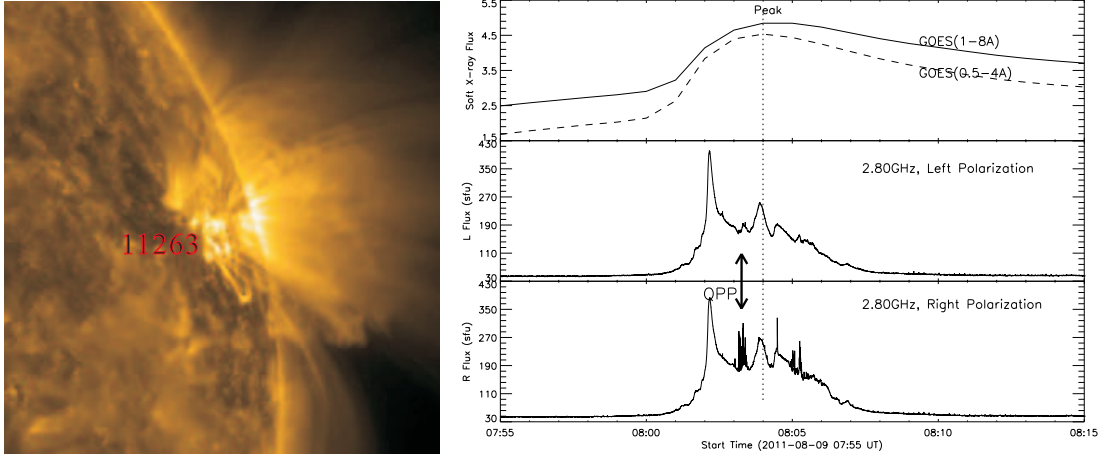 11263
Peak
5.5
4.5
3.5
2.5
1.5
Soft X-ray Flux
GOES(1-8A)
GOES(0.5-4A)
430
350
270
190
110
30
L Flux (sfu)
2.80GHz, Left Polarization
QPP
430
350
270
190
110
30
R Flux (sfu)
2.80GHz, Right Polarization
07:55 08:00 08:05 08:10 08:15
Start Time (2011-08-09 07:55 UT)